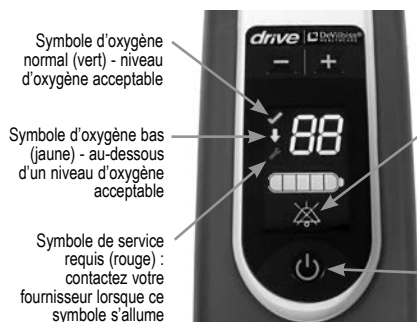 Symbole d'oxygène
normal (vert) - niveau
d'oxygène acceptable
Symbole d'oxygène bas
(jaune) - au-dessous
d'un niveau d'oxygène
acceptable
Symbole de service
requis (rouge) :
contactez votre
fournisseur lorsque ce
symbole s'allume
drive DeVilbiss®
HEALTHCARE
- +
88